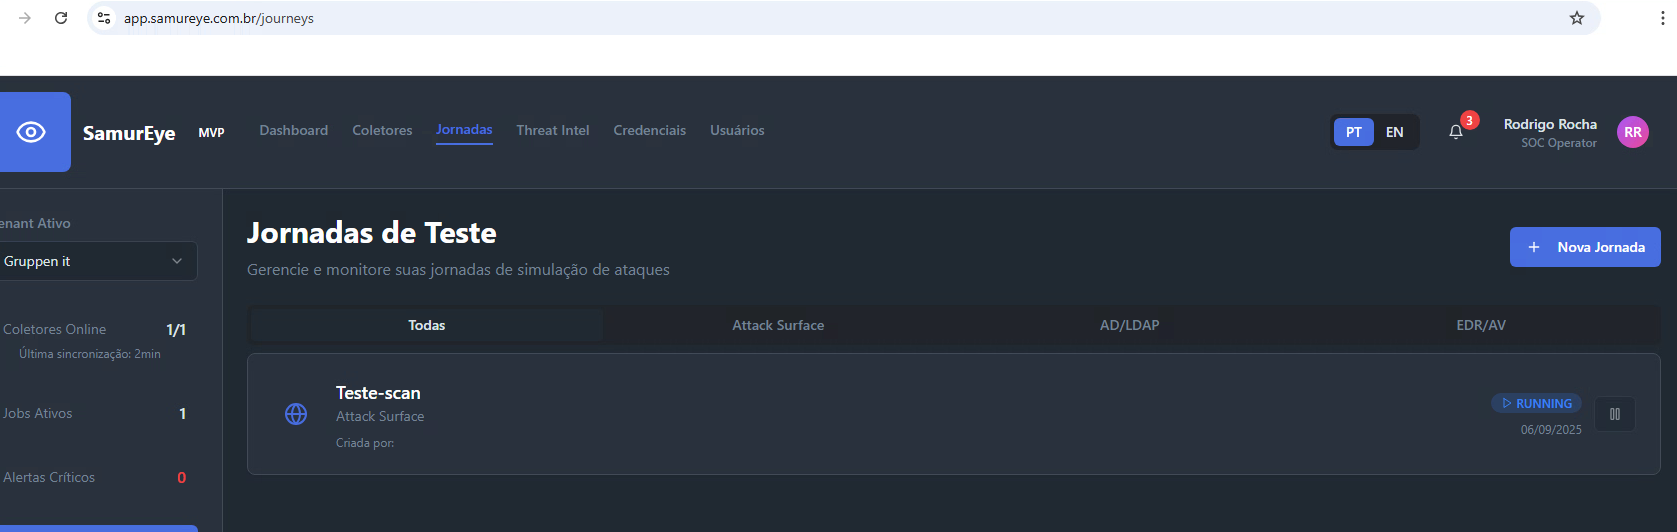 app.samureye.com.br/journeys
SamurEye MVP Dashboard Coletores Jornadas Threat Intel Credenciais Usuários PT EN 3 Rodrigo Rocha RR
SOC Operator
enant Ativo
Gruppen it
Coletores Online 1/1
Última sincronização: 2min
Jobs Ativos 1
Alertas Críticos 0
Jornadas de Teste
Gerencie e monitore suas jornadas de simulação de ataques
+ Nova Jornada
Todas Attack Surface AD/LDAP EDR/AV
Teste-scan
Attack Surface
Criada por:
RUNNING
06/09/2025